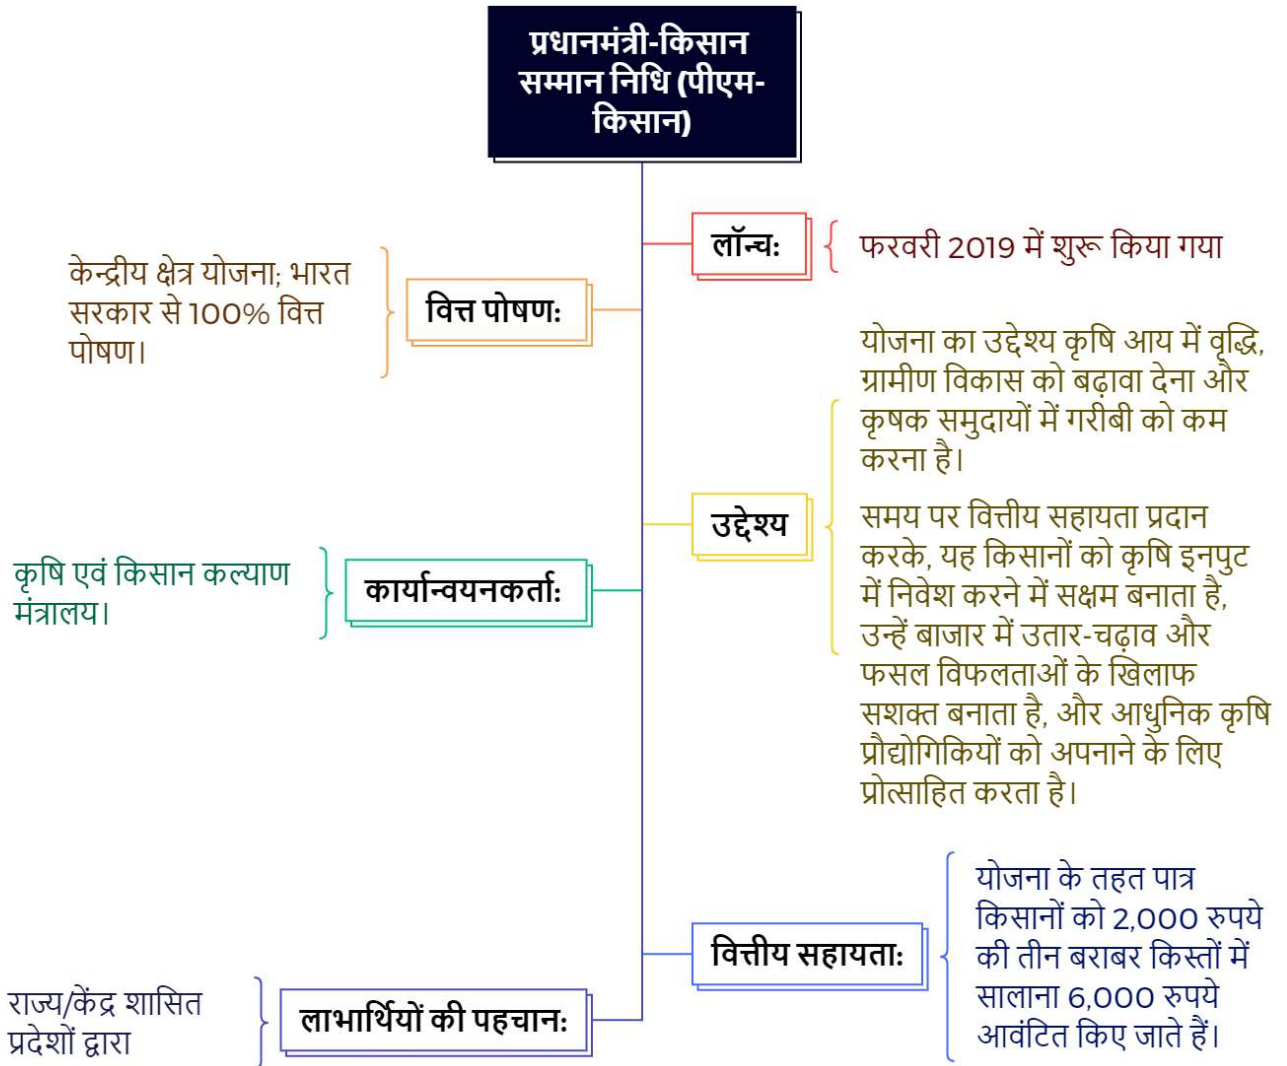 प्रधानमंत्री-किसान
सम्मान निधि (पीएम-
किसान)
लॉन्च:
फरवरी 2019 में शुरू किया गया
केन्द्रीय क्षेत्र योजना; भारत
सरकार से 100% वित्त
पोषण।
वित्त पोषण:
उद्देश्य
योजना का उद्देश्य कृषि आय में वृद्धि,
ग्रामीण विकास को बढ़ावा देना और
कृषक समुदायों में गरीबी को कम
करना है।
समय पर वित्तीय सहायता प्रदान
करके, यह किसानों को कृषि इनपुट
में निवेश करने में सक्षम बनाता है,
उन्हें बाजार में उतार-चढ़ाव और
फसल विफलताओं के खिलाफ
सशक्त बनाता है, और आधुनिक कृषि
प्रौद्योगिकियों को अपनाने के लिए
प्रोत्साहित करता है।
कृषि एवं किसान कल्याण
मंत्रालय।
कार्यान्वयनकर्ता:
वित्तीय सहायता:
योजना के तहत पात्र
किसानों को 2,000 रुपये
की तीन बराबर किस्तों में
सालाना 6,000 रुपये
आवंटित किए जाते हैं।
राज्य/केंद्र शासित
प्रदेशों द्वारा
लाभार्थियों की पहचान: